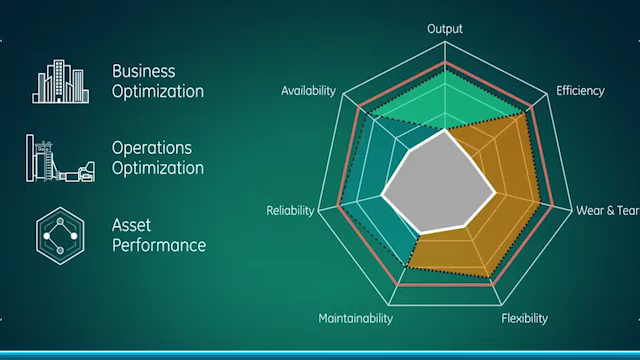 Business
Optimization
Operations
Optimization
Asset
Performance
Output
Availability
Efficiency
Reliability
Wear & Tear
Maintainability
Flexibility